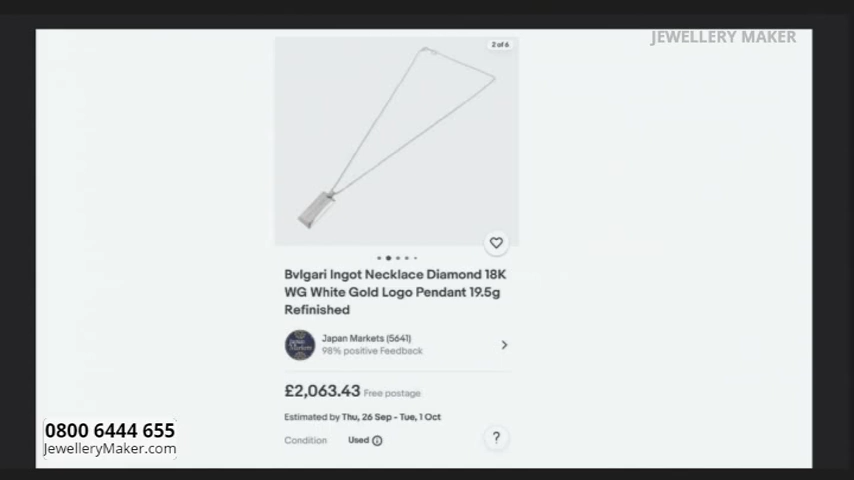 JEWELLERY MAKER
2 of 6
Bvlgari Ingot Necklace Diamond 18K
WG White Gold Logo Pendant 19.5g
Refinished
Japan Markets (5641)
98% positive Feedback
£2,063.43 Free postage
Estimated by Thu, 26 Sep - Tue, 1 Oct
Condition Used
?
0800 6444 655
JewelleryMaker.com